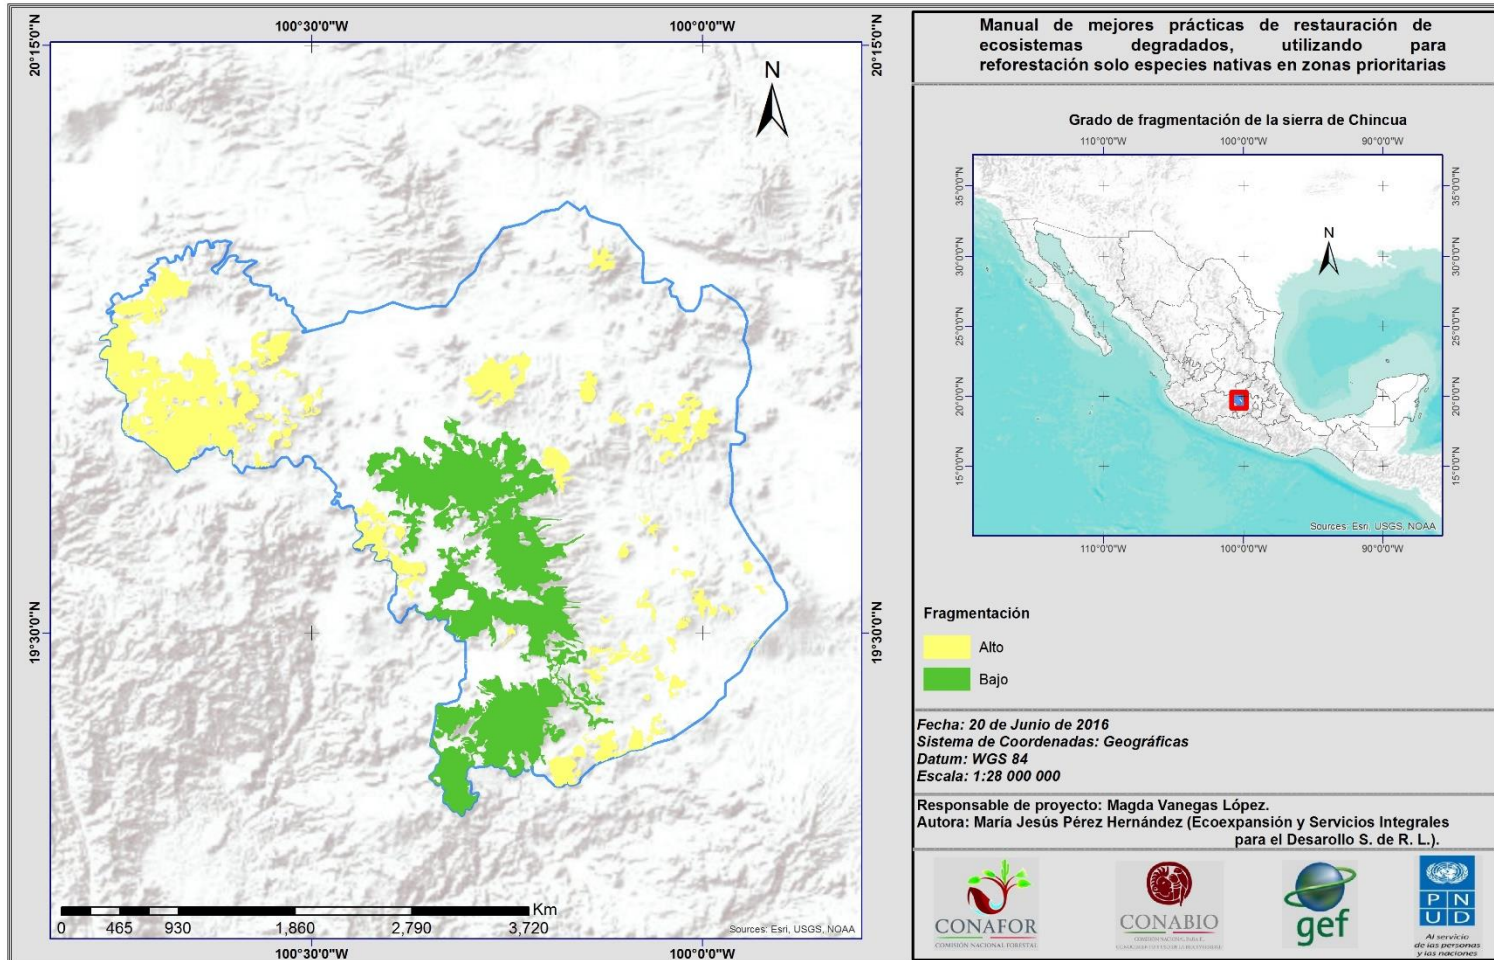 100°30'0"W
100°0'0"W
20°15'0"N
20°15'0"N
N
19°30'0"N
19°30'0"N
Km
0
465
930
1,860
2,790
3,720
Sources: Esri, USGS, NOAA
100°30'0"W
100°0'0"W
Manual de mejores prácticas de restauración de
ecosistemas degradados, utilizando para
reforestación solo especies nativas en zonas prioritarias
Grado de fragmentación de la sierra de Chincua
110°0'0"W
100°0'0"W
90°0'0"W
35°0'0"N
35°0'0"N
N
30°0'0"N
30°0'0"N
25°0'0"N
25°0'0"N
20°0'0"N
20°0'0"N
15°0'0"N
15°0'0"N
Sources: Esri, USGS, NOAA
110°0'0"W
100°0'0"W
90°0'0"W
Fragmentación
Alto
Bajo
Fecha: 20 de Junio de 2016
Sistema de Coordenadas: Geográficas
Datum: WGS 84
Escala: 1:28 000 000
Responsable de proyecto: Magda Vanegas López.
Autora: María Jesús Pérez Hernández (Ecoexpansión y Servicios Integrales
para el Desarollo S. de R. L.).
CONAFOR
COMISIÓN NACIONAL FORESTAL
CONABIO
gef
P N
U D
Al servicio
de las personas
y las naciones